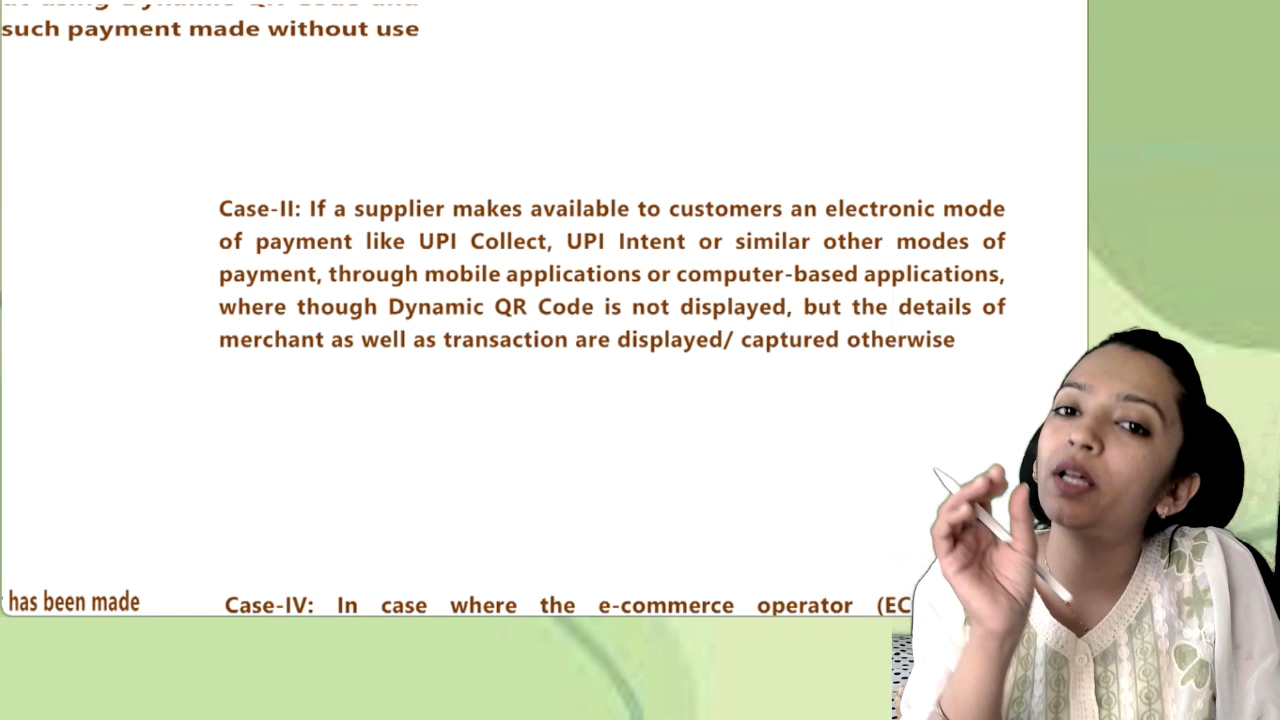 such payment made without use
Case-II: If a supplier makes available to customers an electronic mode
of payment like UPI Collect, UPI Intent or similar other modes of
payment, through mobile applications or computer-based applications,
where though Dynamic QR Code is not displayed, but the details of
merchant as well as transaction are displayed/ captured otherwise
has been made
Case-IV: In case where the e-commerce operator (EC